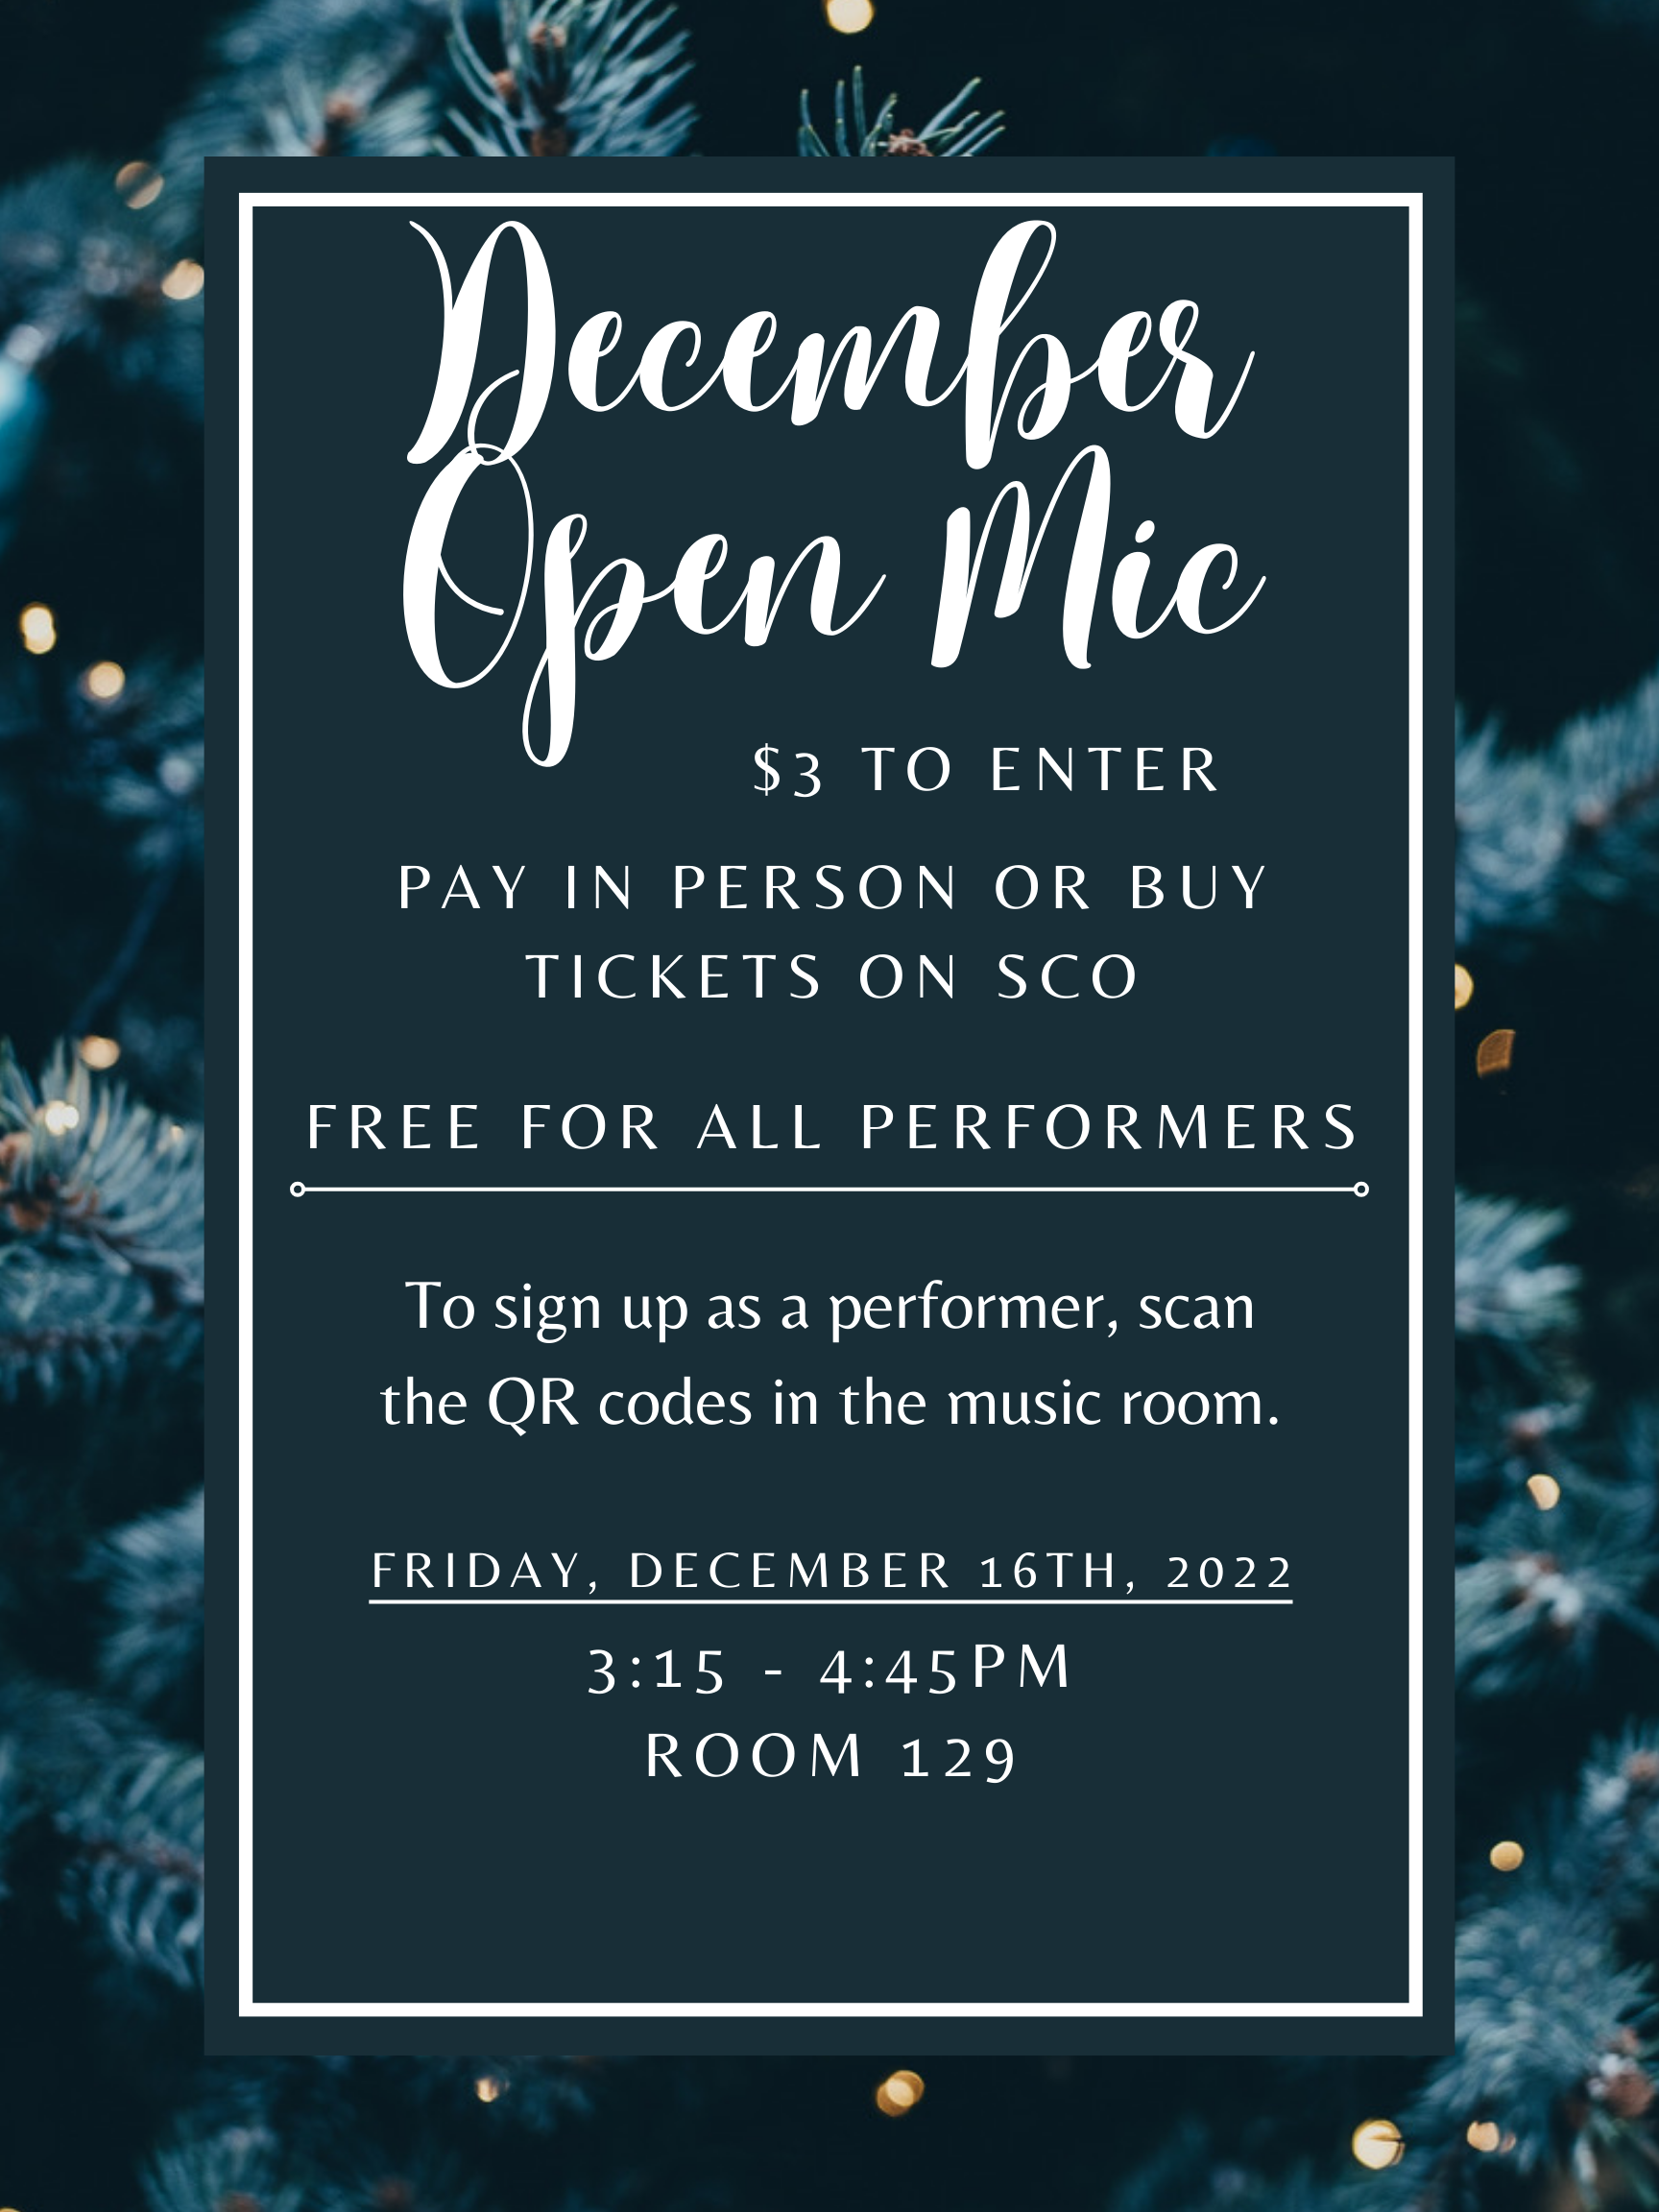 December
Open Mic
$3 TO ENTER
PAY IN PERSON OR BUY
TICKETS ON SCO
FREE FOR ALL PERFORMERS
To sign up as a performer, scan
the QR codes in the music room.
FRIDAY, DECEMBER 16TH, 2022
3:15 - 4:45PM
ROOM 129